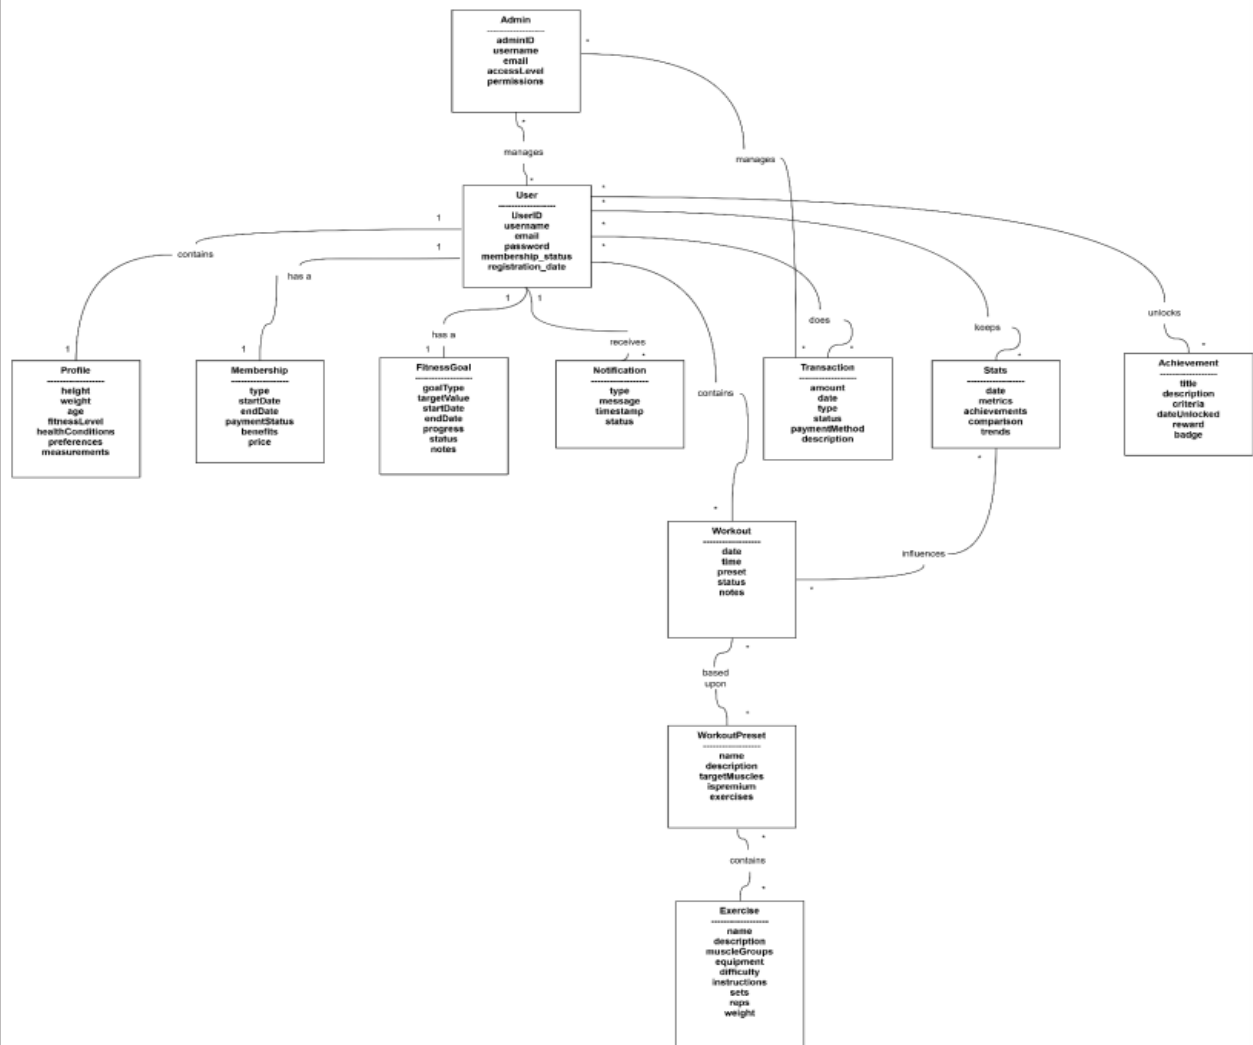 Admin
--------------------
adminID
username
email
accessLevel
permissions
*
*
manages
manages
*
User
--------------------
UserID
username
email
password
membership_status
registration_date
*
*
*
*
1
1
contains
has a
1
1
has a
receives
does
keeps
unlocks
contains
1
1
1
*
*
*
*
*
Profile
--------------------
height
weight
age
fitnessLevel
healthConditions
preferences
measurements
Membership
--------------------
type
startDate
endDate
paymentStatus
benefits
price
FitnessGoal
--------------------
goalType
targetValue
startDate
endDate
progress
status
notes
Notification
--------------------
type
message
timestamp
status
Transaction
--------------------
amount
date
type
status
paymentMethod
description
Stats
--------------------
date
metrics
achievements
comparison
trends
Achievement
--------------------
title
description
criteria
dateUnlocked
reward
badge
*
*
Workout
--------------------
date
time
preset
status
notes
influences
*
*
based
upon
*
WorkoutPreset
--------------------
name
description
targetMuscles
ispremium
exercises
*
contains
*
Exercise
--------------------
name
description
muscleGroups
equipment
difficulty
instructions
sets
reps
weight